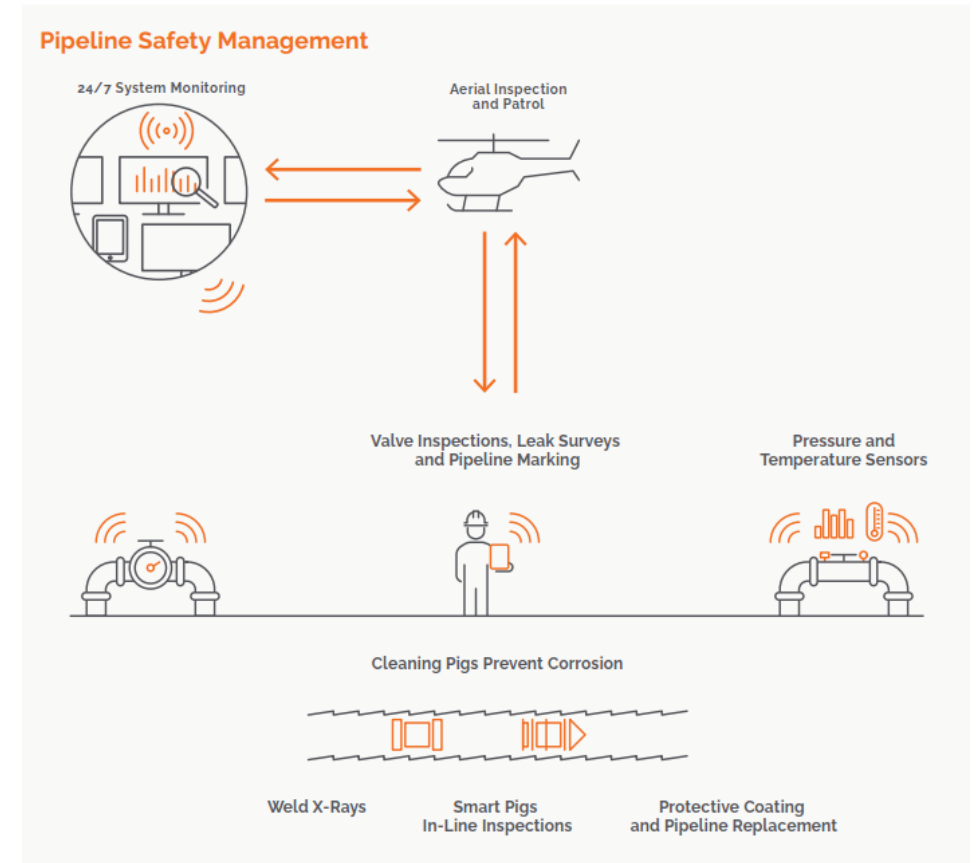 Pipeline Safety Management
24/7 System Monitoring
Aerial Inspection
and Patrol
Valve Inspections, Leak Surveys
and Pipeline Marking
Pressure and
Temperature Sensors
Cleaning Pigs Prevent Corrosion
Weld X-Rays
Smart Pigs
In-Line Inspections
Protective Coating
and Pipeline Replacement